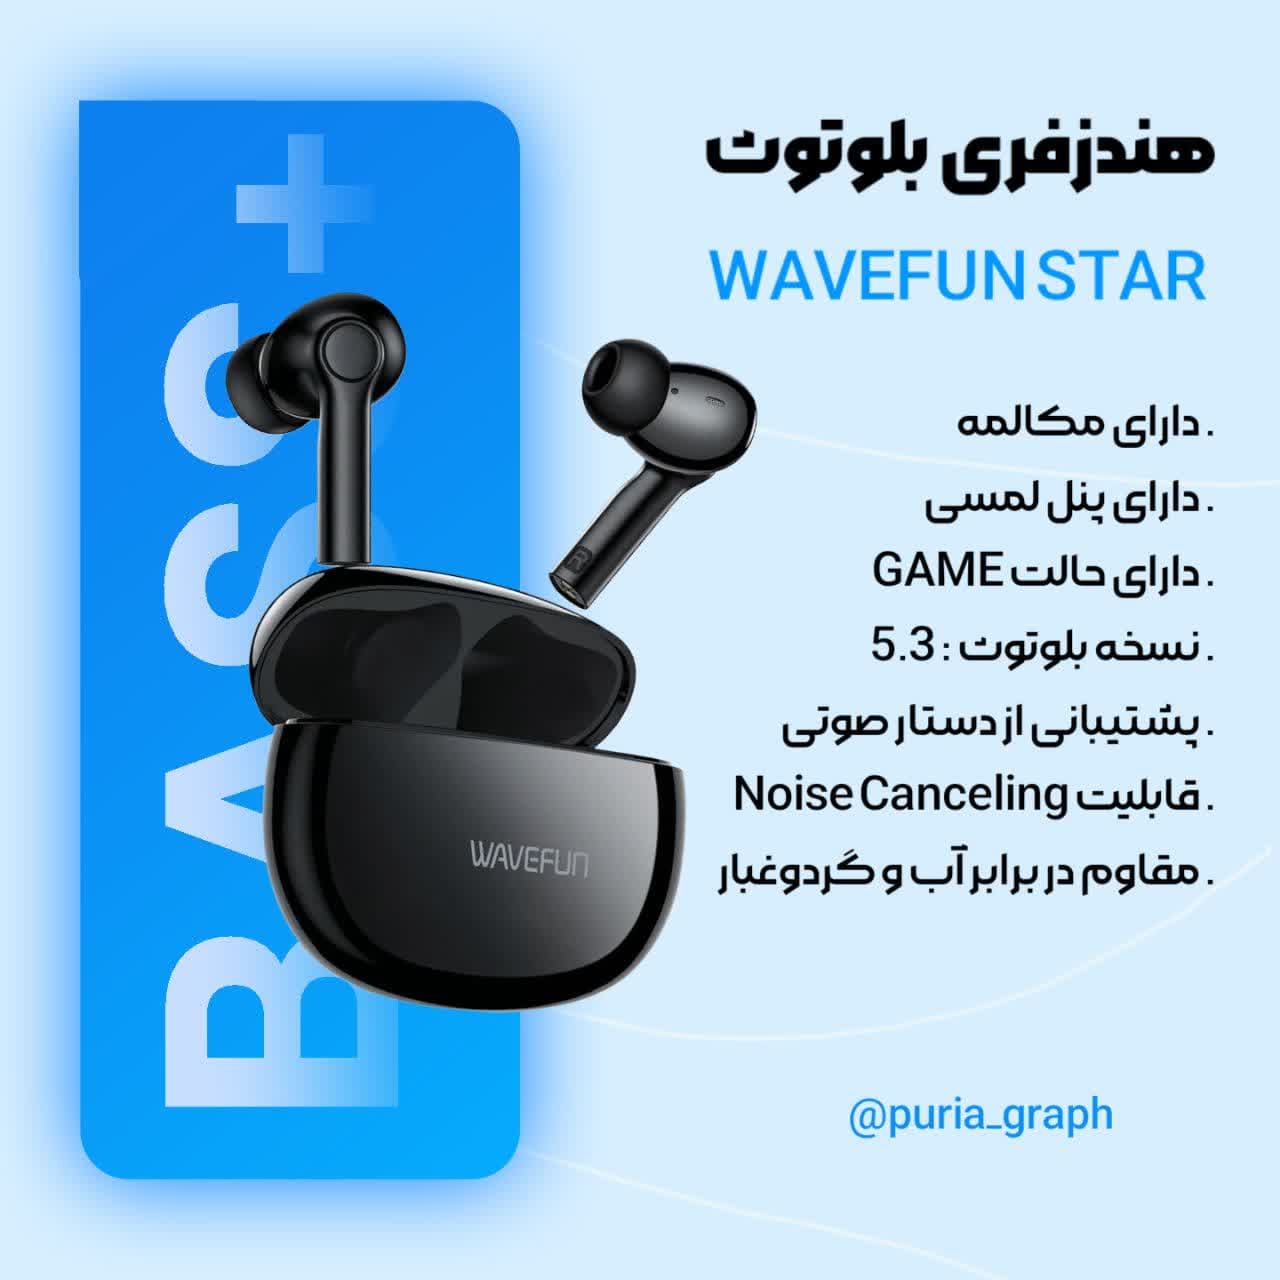 هندزفری بلوتوث
WAVEFUN STAR
. دارای مکالمه
. دارای پنل لمسی
. دارای حالت GAME
. نسخه بلوتوث : 5.3
. پشتیبانی از دستار صوتی
. قابلیت Noise Canceling
. مقاوم در برابر آب و گردوغبار
@puria_graph
BASS+
R
WAVEFUN